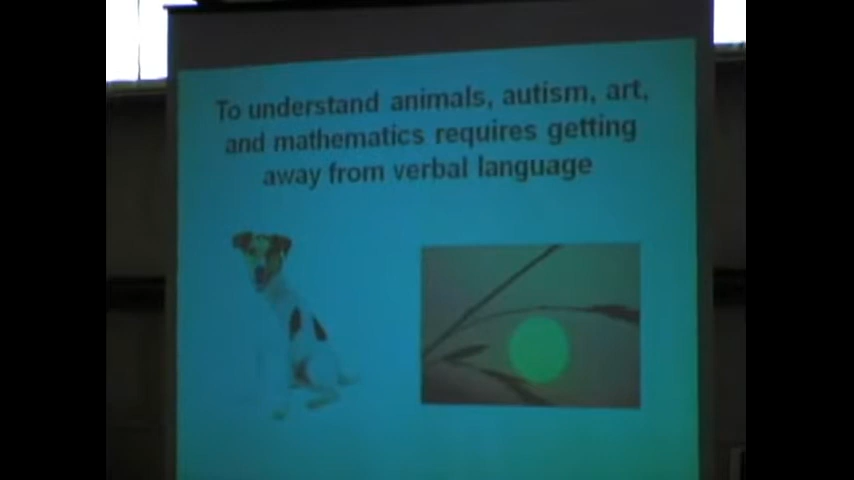 To understand animals, autism, art,
and mathematics requires getting
away from verbal language